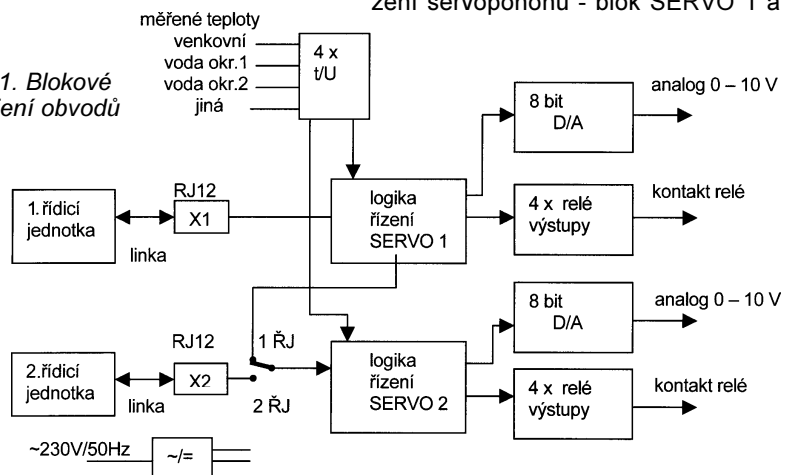 žení servopohonů - blok SERVO 1 a
měřené teploty
venkovní
voda okr.1
voda okr.2
jiná
4 x
t/U
1. Blokové
ení obvodů
8 bit
D/A
analog 0 – 10 V
1.řídicí
jednotka
linka
RJ12
X1
logika
řízení
SERVO 1
4 x relé
výstupy
kontakt relé
8 bit
D/A
analog 0 – 10 V
2.řídicí
jednotka
linka
RJ12
X2
1 ŘJ
2 ŘJ
logika
řízení
SERVO 2
4 x relé
výstupy
kontakt relé
~230V/50Hz
~/=